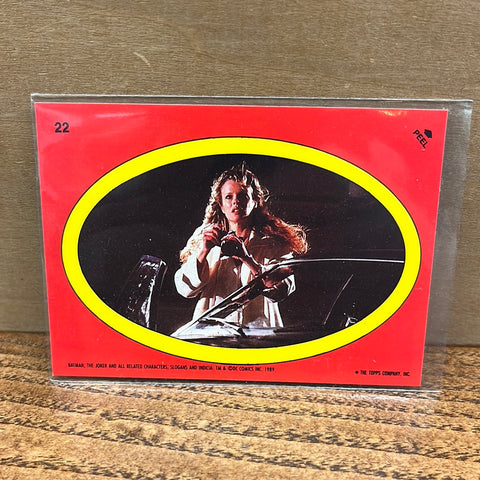 22
PEEL
BATMAN, THE JOKER AND ALL RELATED CHARACTERS, SLOGANS AND INDICIA, TM & ©DC COMICS INC. 1989.
® THE TOPPS COMPANY, INC.